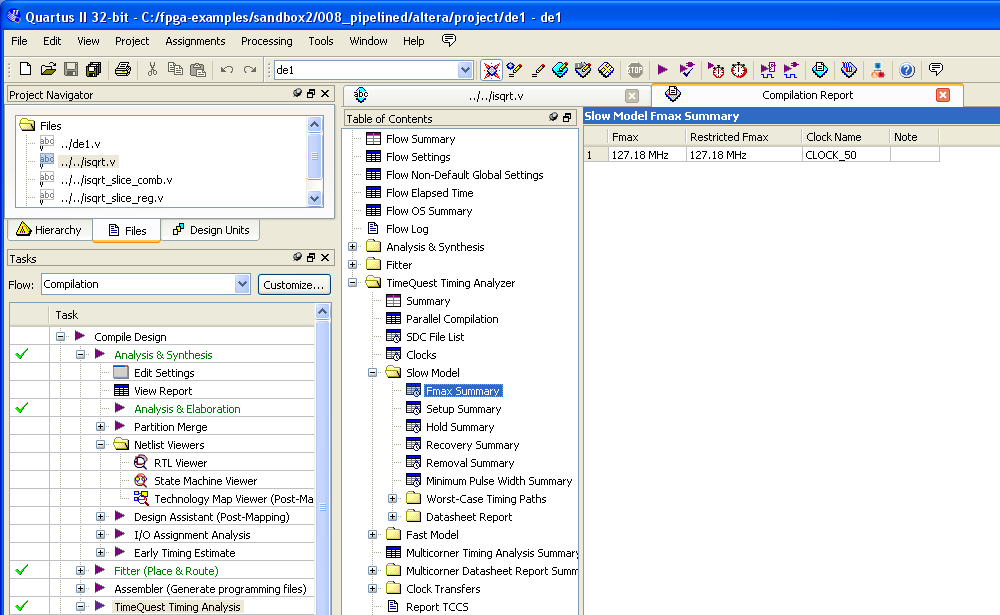 Quartus II 32-bit - C:/fpga-examples/sandbox2/008_pipelined/altera/project/de1 - de1
File Edit View Project Assignments Processing Tools Window Help
de1
STOP
Project Navigator
Files
abc ../de1.v
abc ../../isqrt.v
abc ../../isqrt_slice_comb.v
abc ../../isqrt_slice_reg.v
Hierarchy Files Design Units
Tasks
Flow: Compilation Customize...
Task
Compile Design
Analysis & Synthesis
Edit Settings
View Report
Analysis & Elaboration
Partition Merge
Netlist Viewers
RTL Viewer
State Machine Viewer
Technology Map Viewer (Post-Ma
Design Assistant (Post-Mapping)
I/O Assignment Analysis
Early Timing Estimate
Fitter (Place & Route)
Assembler (Generate programming files)
TimeQuest Timing Analysis
abc ../../isqrt.v Compilation Report
Table of Contents
Flow Summary
Flow Settings
Flow Non-Default Global Settings
Flow Elapsed Time
Flow OS Summary
Flow Log
Analysis & Synthesis
Fitter
TimeQuest Timing Analyzer
Summary
Parallel Compilation
SDC File List
Clocks
Slow Model
Fmax Summary
Setup Summary
Hold Summary
Recovery Summary
Removal Summary
Minimum Pulse Width Summary
Worst-Case Timing Paths
Datasheet Report
Fast Model
Multicorner Timing Analysis Summary
Multicorner Datasheet Report Summ
Clock Transfers
Report TCCS
Slow Model Fmax Summary
Fmax Restricted Fmax Clock Name Note
1 127.18 MHz 127.18 MHz CLOCK_50